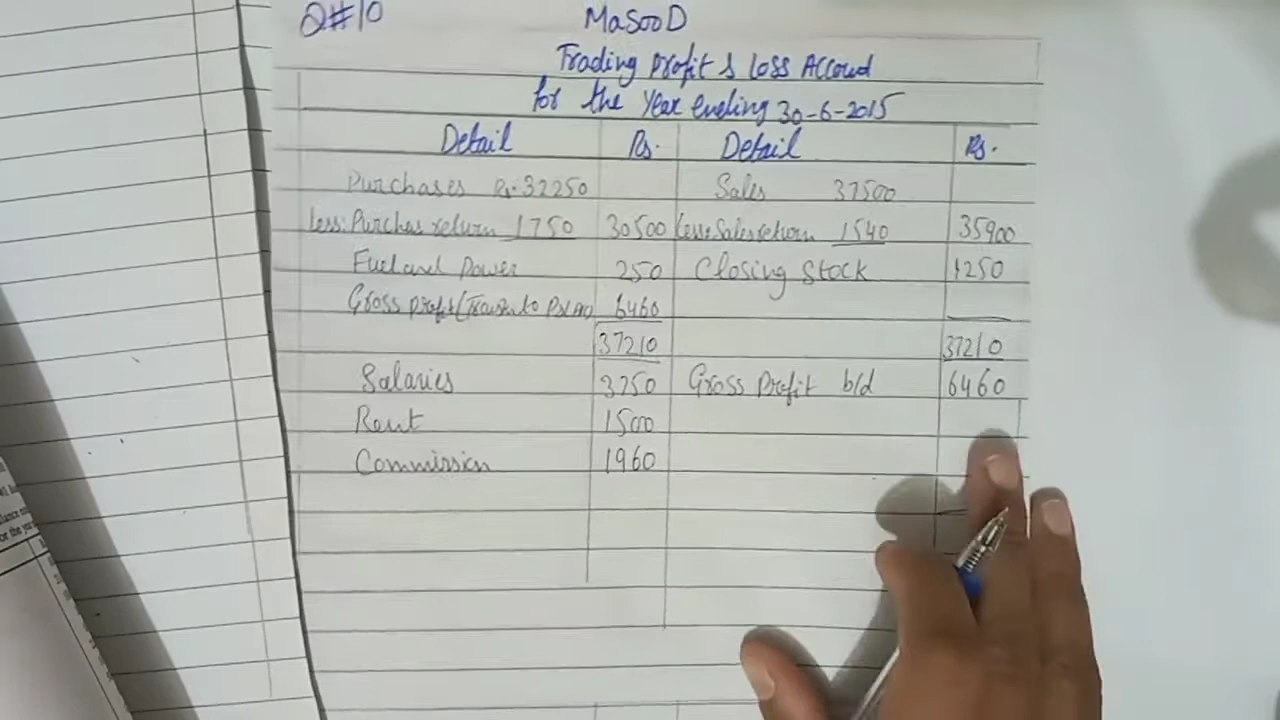 Q#10 MasooD
Trading Profit & Loss Account
for the Year ending 30-6-2015
Detail Rs. Detail Rs.
Purchases Rs. 32250 Sales 37500
less: Purchas return 1750 30500 Less: Sales return 1540 35900
Fuel and Power 250 Closing Stock 1250
Gross profit (Transfer to P&L A/c) 6460
37210 37210
Salaries 3750 Gross Profit b/d 6460
Rent 1500
Commission 1960